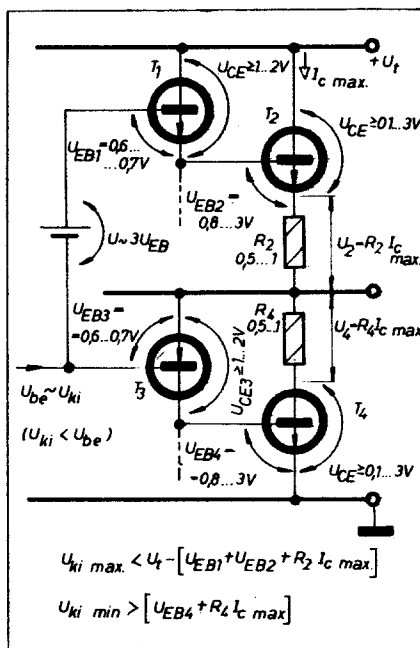 T1
UCE≥1...2V
+Ut
Ic max.
T2
UEB1=0,6...
...0,7V
UCE≥0,1...3V
UEB2=
0,8...3V
U~3UEB
R2
0,5...1
U2=R2 Ic
max.
UEB3=
=0,6...0,7V
R4
0,5...1
U4=R4 Ic max.
Ube~Uki
T3
UCE3≥1...2V
T4
(Uki<Ube)
UEB4=
=0,8...3V
UCE≥0,1...3V
Uki max. < Ut-[UEB1+UEB2+R2 Ic max.]
Uki min > [UEB4+R4 Ic max]